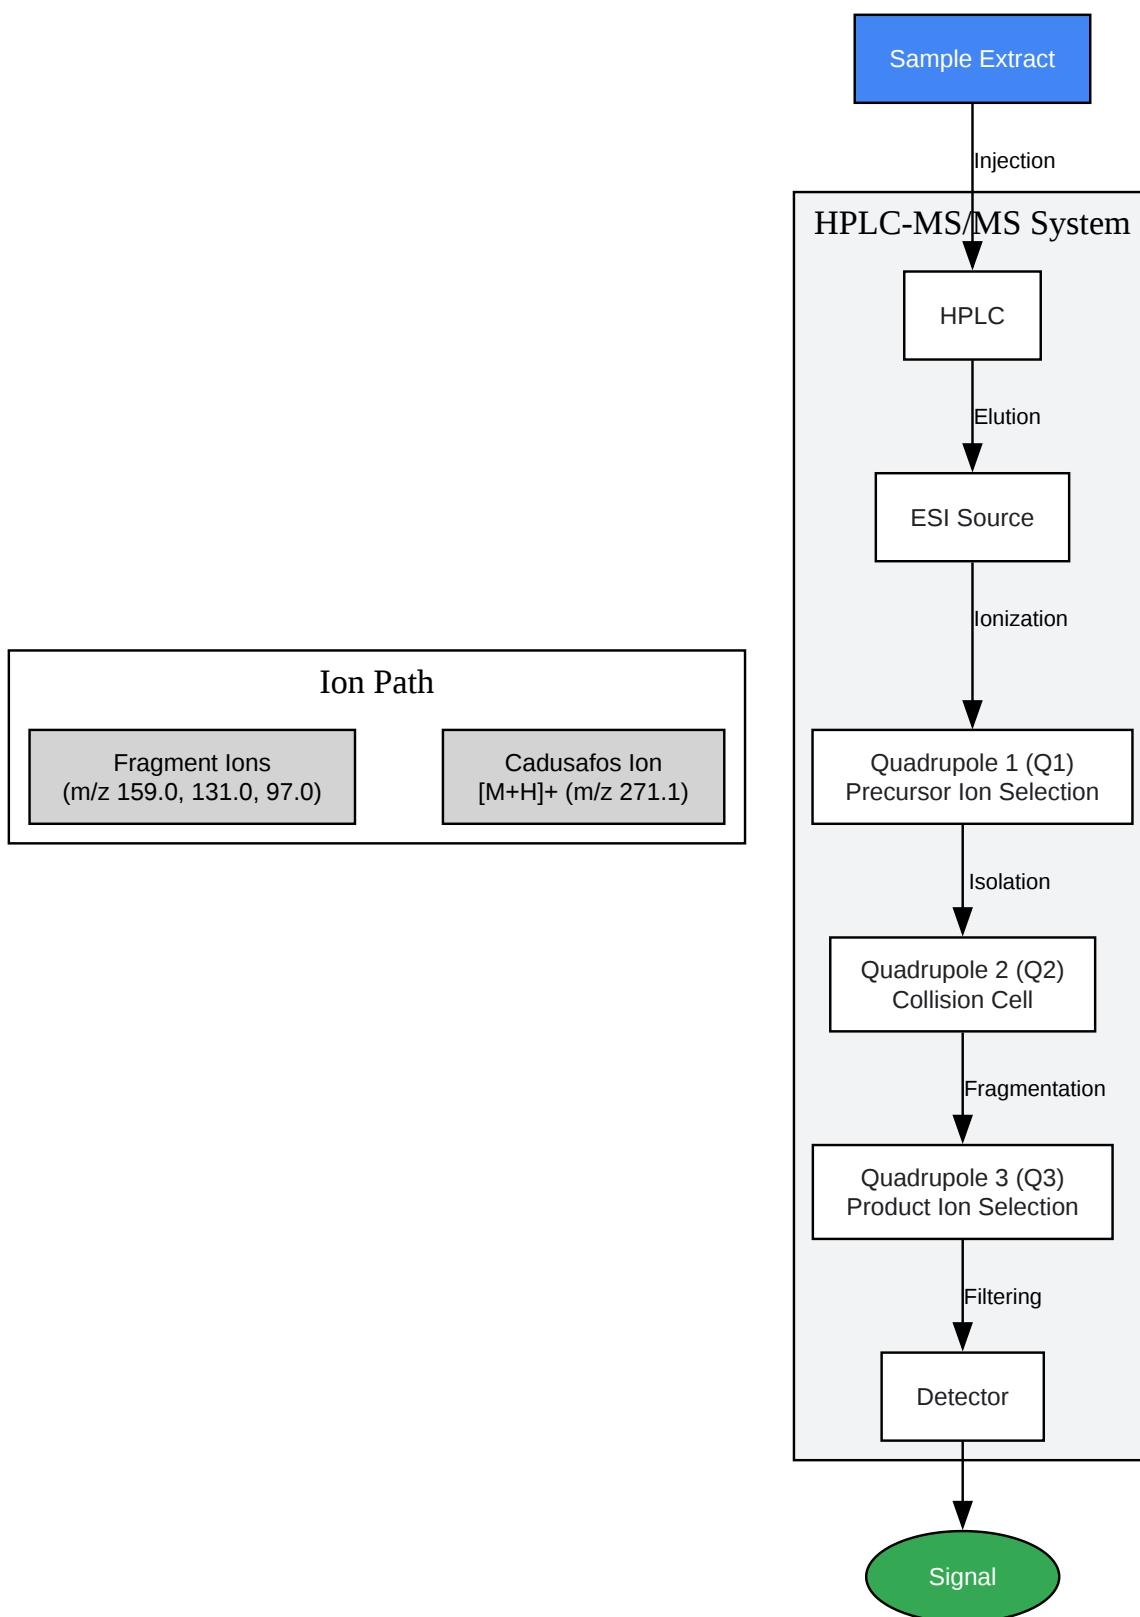 Sample Extract
Injection
HPLC-MS/MS System
HPLC
Elution
ESI Source
Ionization
Ion Path
Fragment Ions
(m/z 159.0, 131.0, 97.0)
Cadusafos Ion
[M+H]+ (m/z 271.1)
Quadrupole 1 (Q1)
Precursor Ion Selection
Isolation
Quadrupole 2 (Q2)
Collision Cell
Fragmentation
Quadrupole 3 (Q3)
Product Ion Selection
Filtering
Detector
Signal